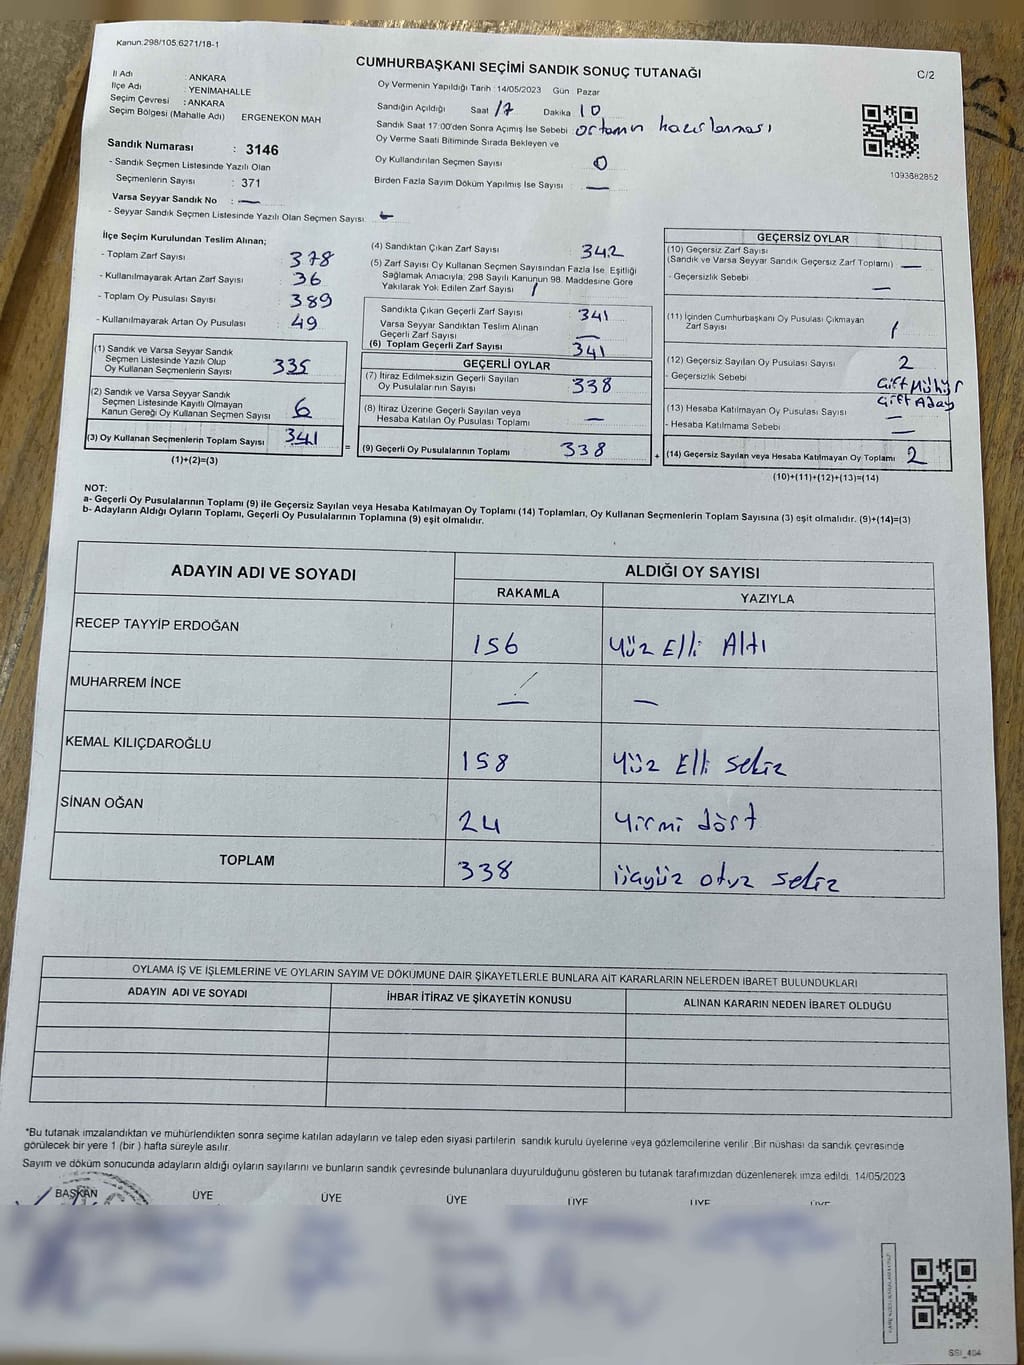 Kanun.298/105,6271/18-1
CUMHURBAŞKANI SEÇİMİ SANDIK SONUÇ TUTANAĞI
C/2
İl Adı : ANKARA
İlçe Adı : YENİMAHALLE
Seçim Çevresi : ANKARA
Seçim Bölgesi (Mahalle Adı) ERGENEKON MAH
Sandık Numarası : 3146
- Sandık Seçmen Listesinde Yazılı Olan
Seçmenlerin Sayısı : 371
Varsa Seyyar Sandık No : —
- Seyyar Sandık Seçmen Listesinde Yazılı Olan Seçmen Sayısı —
Oy Vermenin Yapıldığı Tarih :14/05/2023 Gün Pazar
Sandığın Açıldığı Saat 17 Dakika 10
Sandık Saat 17:00'den Sonra Açımış İse Sebebi : ortamın hazırlanması
Oy Verme Saati Bitiminde Sırada Bekleyen ve
Oy Kullandırılan Seçmen Sayısı 0
Birden Fazla Sayım Döküm Yapılmış İse Sayısı —
1093682852
İlçe Seçim Kurulundan Teslim Alınan;
- Toplam Zarf Sayısı 378
- Kullanılmayarak Artan Zarf Sayısı 36
- Toplam Oy Pusulası Sayısı 389
- Kullanılmayarak Artan Oy Pusulası 49
(1) Sandık ve Varsa Seyyar Sandık
Seçmen Listesinde Yazılı Olup
Oy Kullanan Seçmenlerin Sayısı 335
(2) Sandık ve Varsa Seyyar Sandık
Seçmen Listesinde Kayıtlı Olmayan
Kanun Gereği Oy Kullanan Seçmen Sayısı 6
(3) Oy Kullanan Seçmenlerin Toplam Sayısı 341
(1)+(2)=(3)
(4) Sandıktan Çıkan Zarf Sayısı 342
(5) Zarf Sayısı Oy Kullanan Seçmen Sayısından Fazla İse Eşitliği
Sağlamak Amacıyla, 298 Sayılı Kanunun 98. Maddesine Göre
Yakılarak Yok Edilen Zarf Sayısı 1
Sandıkta Çıkan Geçerli Zarf Sayısı 341
Varsa Seyyar Sandıktan Teslim Alınan
Geçerli Zarf Sayısı —
(6) Toplam Geçerli Zarf Sayısı 341
GEÇERLİ OYLAR
(7) İtiraz Edilmeksizin Geçerli Sayılan
Oy Pusulalarının Sayısı 338
(8) İtiraz Üzerine Geçerli Sayılan veya
Hesaba Katılan Oy Pusulası Toplamı —
= (9) Geçerli Oy Pusulalarının Toplamı 338 +
GEÇERSİZ OYLAR
(10) Geçersiz Zarf Sayısı
(Sandık ve Varsa Seyyar Sandık Geçersiz Zarf Toplamı) —
- Geçersizlik Sebebi —
(11) İçinden Cumhurbaşkanı Oy Pusulası Çıkmayan
Zarf Sayısı 1
(12) Geçersiz Sayılan Oy Pusulası Sayısı 2
- Geçersizlik Sebebi Çift Mühür
Çift Aday
(13) Hesaba Katılmayan Oy Pusulası Sayısı —
- Hesaba Katılmama Sebebi —
(14) Geçersiz Sayılan veya Hesaba Katılmayan Oy Toplamı 2
(10)+(11)+(12)+(13)=(14)
NOT:
a- Geçerli Oy Pusulalarının Toplamı (9) ile Geçersiz Sayılan veya Hesaba Katılmayan Oy Toplamı (14) Toplamları, Oy Kullanan Seçmenlerin Toplam Sayısına (3) eşit olmalıdır. (9)+(14)=(3)
b- Adayların Aldığı Oyların Toplamı, Geçerli Oy Pusulalarının Toplamına (9) eşit olmalıdır.
ADAYIN ADI VE SOYADI
ALDIĞI OY SAYISI
RAKAMLA YAZIYLA
RECEP TAYYİP ERDOĞAN 156 Yüz Elli Altı
MUHARREM İNCE — —
KEMAL KILIÇDAROĞLU 158 Yüz Elli sekiz
SİNAN OĞAN 24 Yirmi dört
TOPLAM 338 üçyüz otuz sekiz
OYLAMA İŞ VE İŞLEMLERİNE VE OYLARIN SAYIM VE DÖKÜMÜNE DAİR ŞİKAYETLERLE BUNLARA AİT KARARLARIN NELERDEN İBARET BULUNDUKLARI
ADAYIN ADI VE SOYADI İHBAR İTİRAZ VE ŞİKAYETİN KONUSU ALINAN KARARIN NEDEN İBARET OLDUĞU
*Bu tutanak imzalandıktan ve mühürlendikten sonra seçime katılan adayların ve talep eden siyasi partilerin sandık kurulu üyelerine veya gözlemcilerine verilir .Bir nüshası da sandık çevresinde
görülecek bir yere 1 (bir ) hafta süreyle asılır.
Sayım ve döküm sonucunda adayların aldığı oyların sayılarını ve bunların sandık çevresinde bulunanlara duyurulduğunu gösteren bu tutanak tarafımızdan düzenlenerek imza edildi. 14/05/2023
BAŞKAN ÜYE ÜYE ÜYE ÜYE ÜYE ÜYE